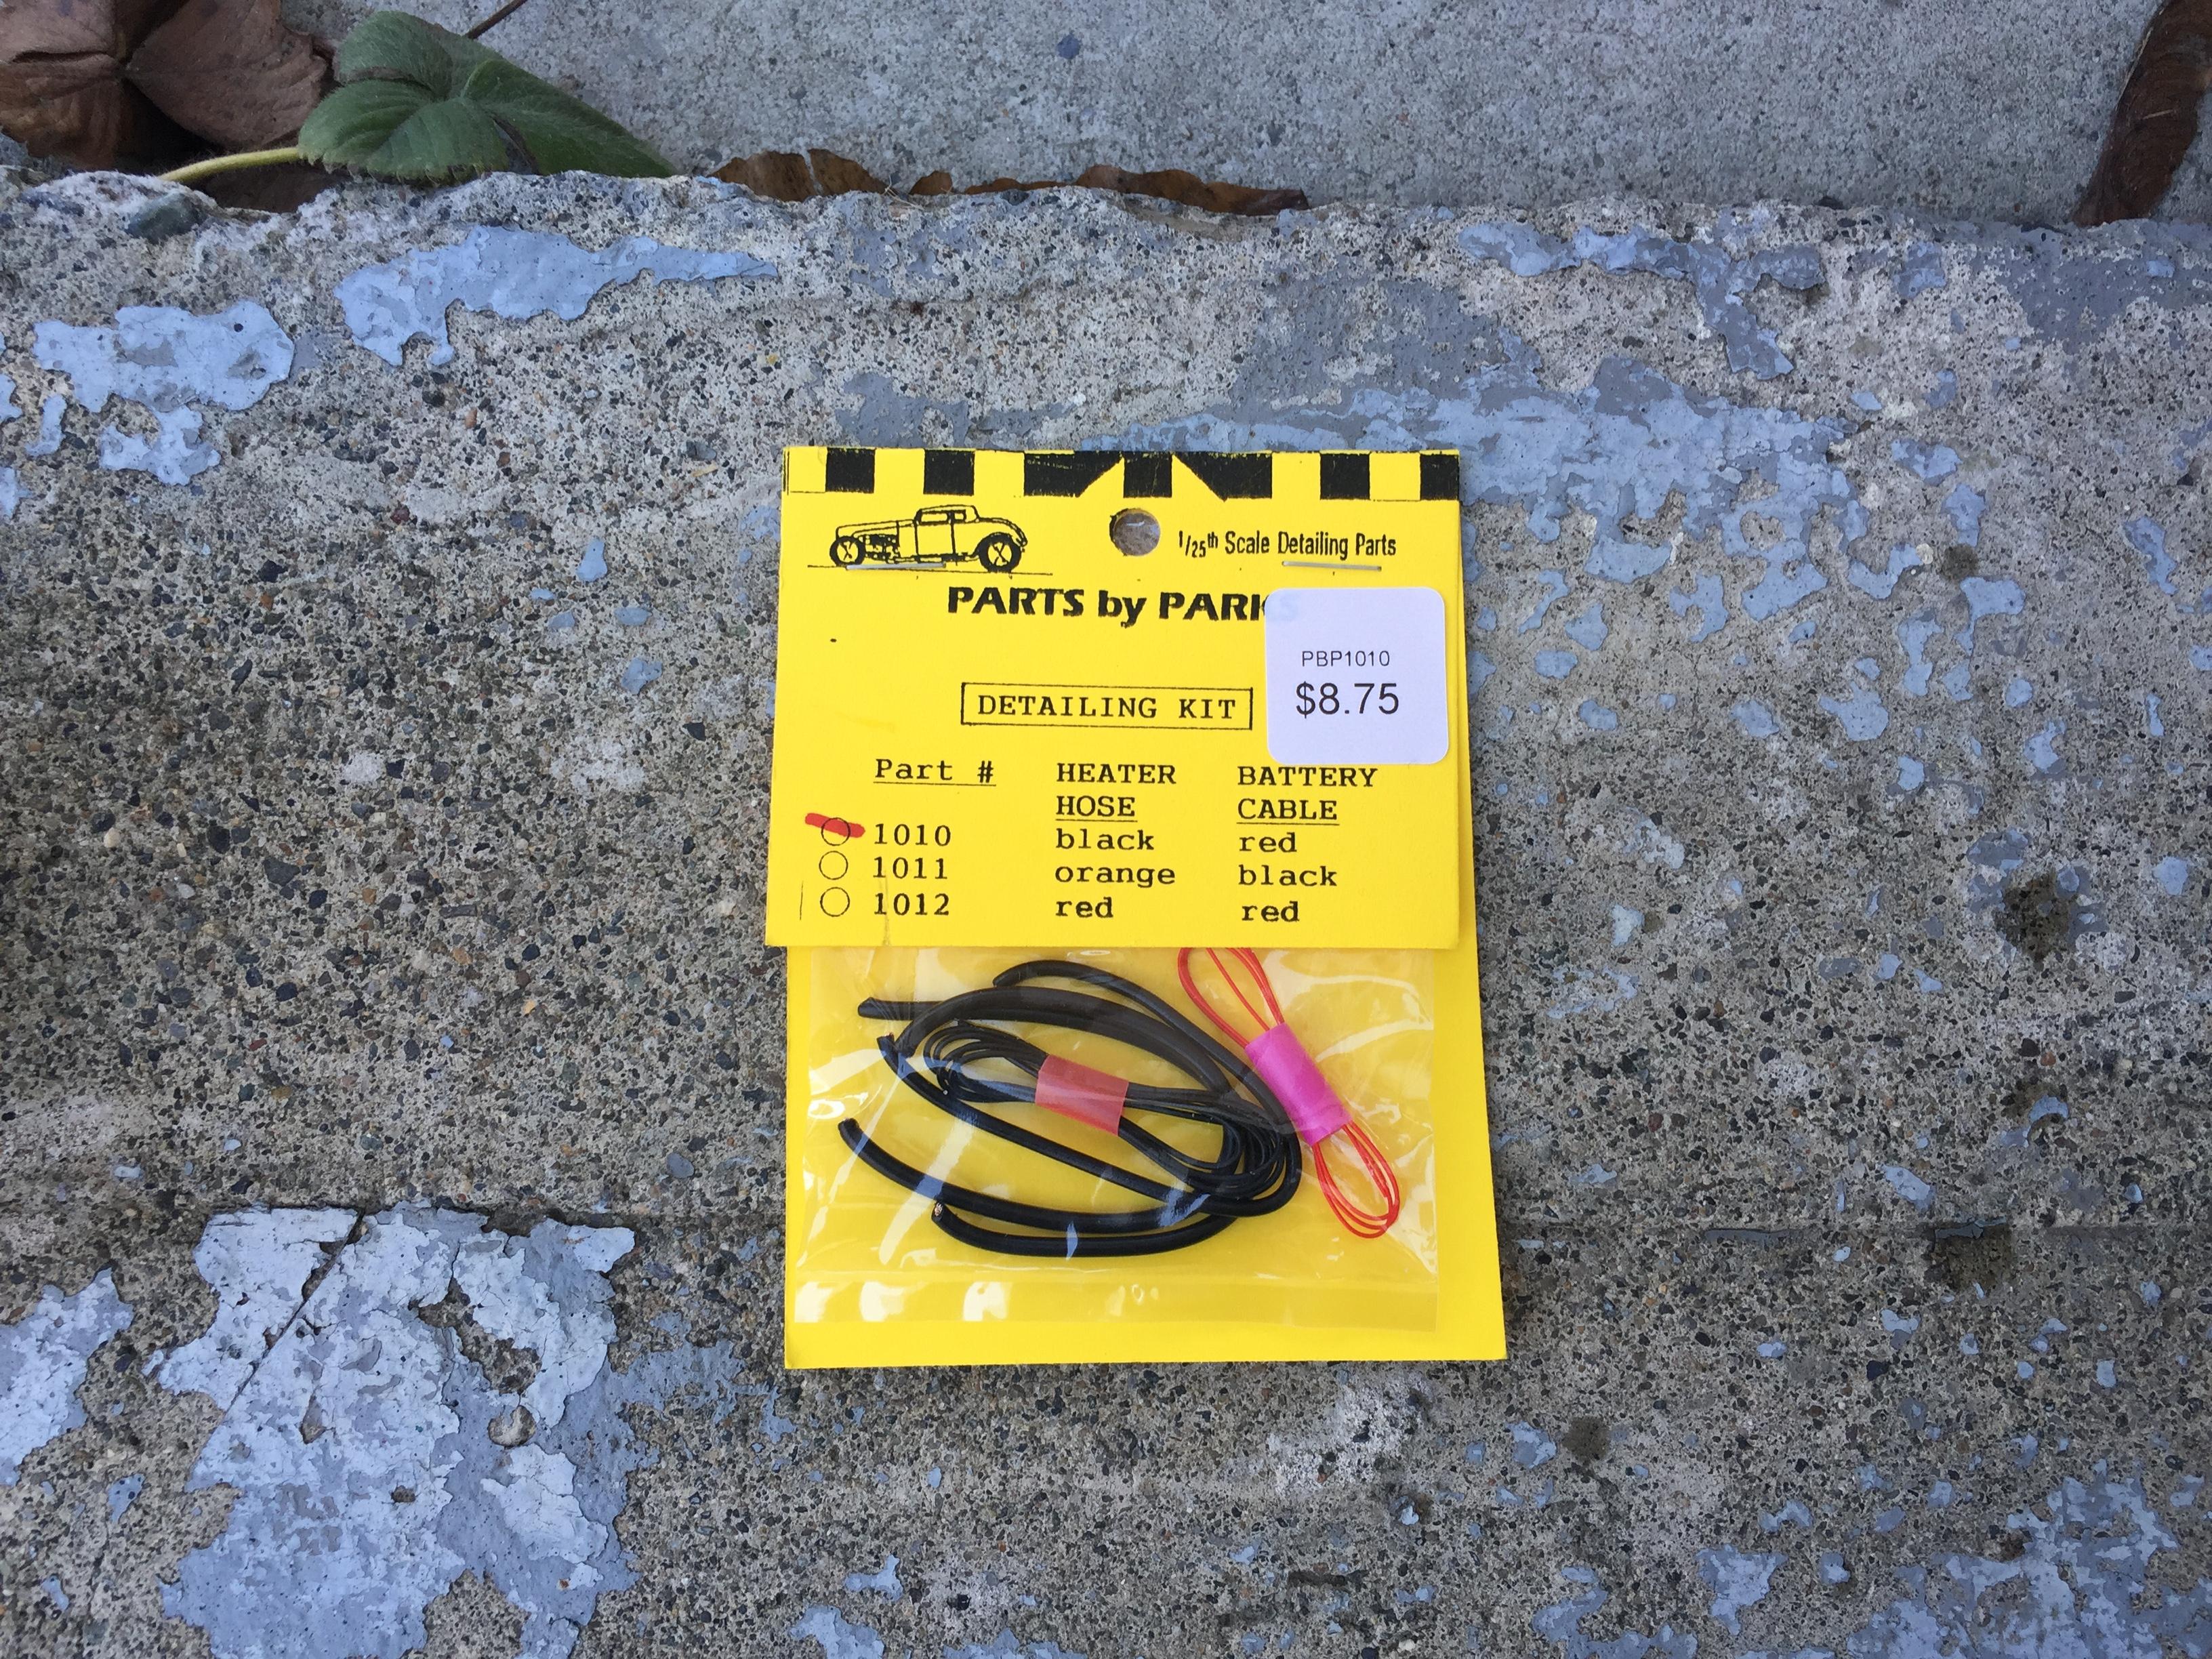 1/25th Scale Detailing Parts
PARTS by PARKS
PBP1010
$8.75
DETAILING KIT
Part # HEATER HOSE BATTERY CABLE
1010 black red
1011 orange black
1012 red red